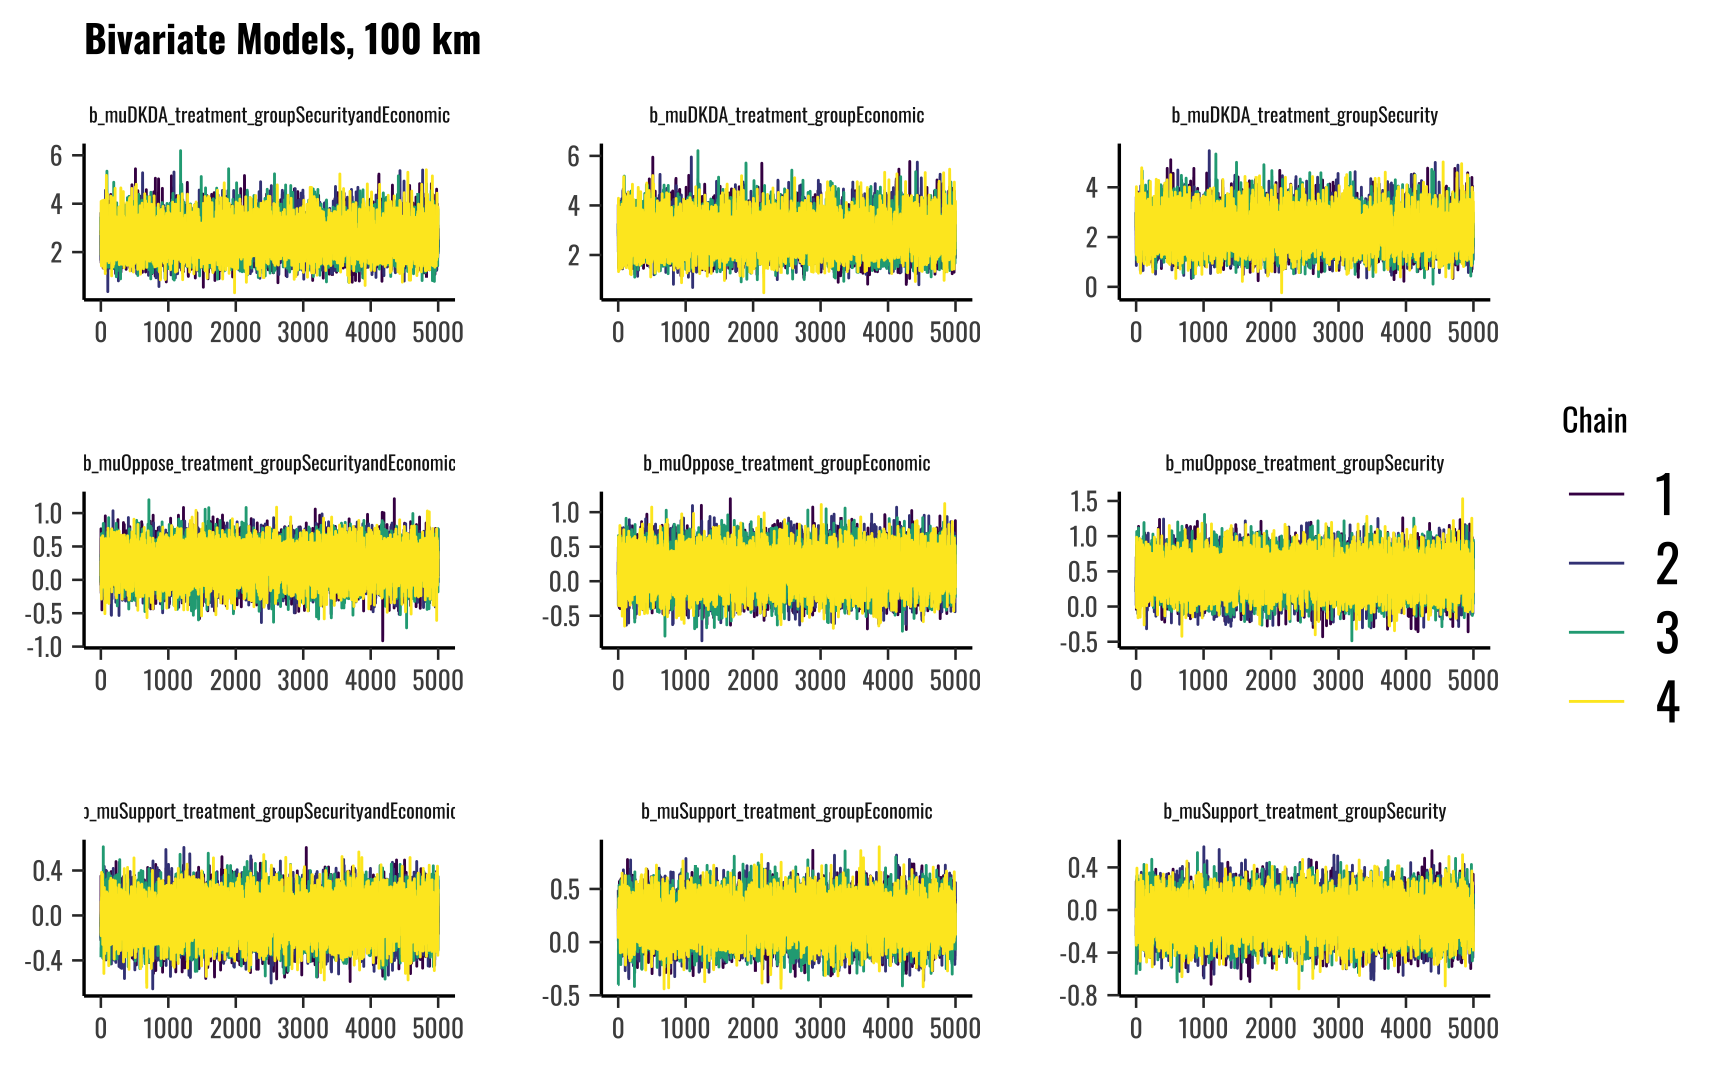 Bivariate Models, 100 km
b_muDKDA_treatment_groupSecurityandEconomic
6
4
2
0 1000 2000 3000 4000 5000
b_muDKDA_treatment_groupEconomic
6
4
2
0 1000 2000 3000 4000 5000
b_muDKDA_treatment_groupSecurity
4
2
0
0 1000 2000 3000 4000 5000
b_muOppose_treatment_groupSecurityandEconomic
1.0
0.5
0.0
-0.5
-1.0
0 1000 2000 3000 4000 5000
b_muOppose_treatment_groupEconomic
1.0
0.5
0.0
-0.5
0 1000 2000 3000 4000 5000
b_muOppose_treatment_groupSecurity
1.5
1.0
0.5
0.0
-0.5
0 1000 2000 3000 4000 5000
b_muSupport_treatment_groupSecurityandEconomic
0.4
0.0
-0.4
0 1000 2000 3000 4000 5000
b_muSupport_treatment_groupEconomic
0.5
0.0
-0.5
0 1000 2000 3000 4000 5000
b_muSupport_treatment_groupSecurity
0.4
0.0
-0.4
-0.8
0 1000 2000 3000 4000 5000
Chain
1
2
3
4